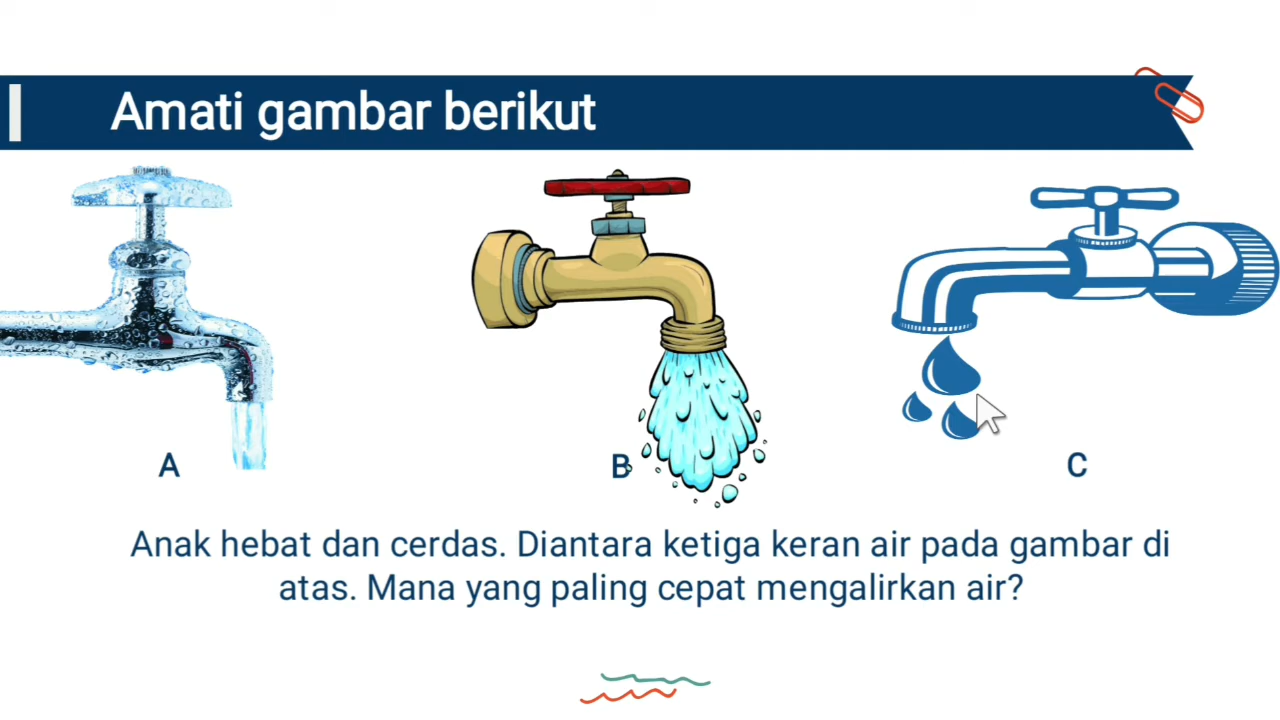 Amati gambar berikut
A
B
C
Anak hebat dan cerdas. Diantara ketiga keran air pada gambar di
atas. Mana yang paling cepat mengalirkan air?